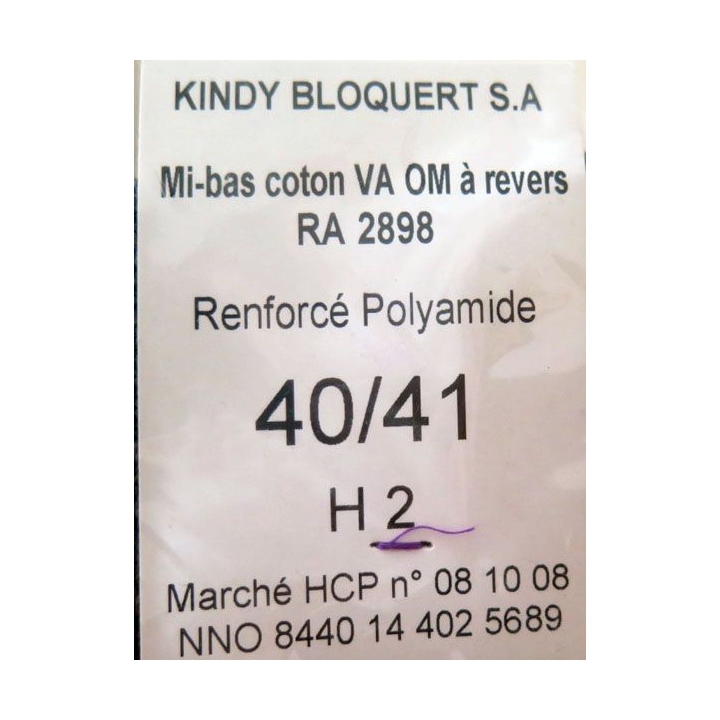 KINDY BLOQUERT S.A
Mi-bas coton VA OM à revers
RA 2898
Renforcé Polyamide
40/41
H 2
Marché HCP n° 08 10 08
NNO 8440 14 402 5689